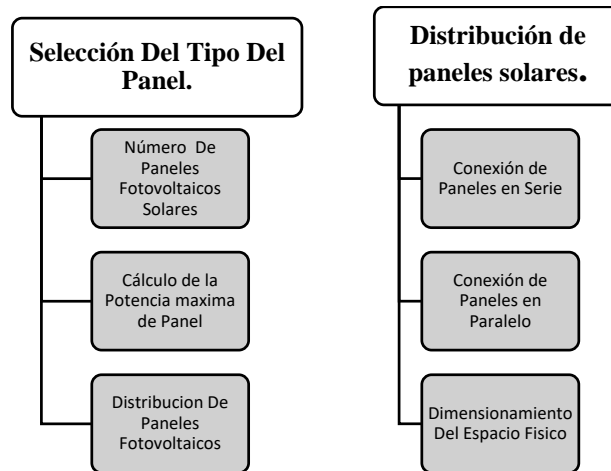 Selección Del Tipo Del
Panel.
Número De
Paneles
Fotovoltaicos
Solares
Cálculo de la
Potencia maxima
de Panel
Distribucion De
Paneles
Fotovoltaicos
Distribución de
paneles solares.
Conexión de
Paneles en Serie
Conexión de
Paneles en
Paralelo
Dimensionamiento
Del Espacio Fisico